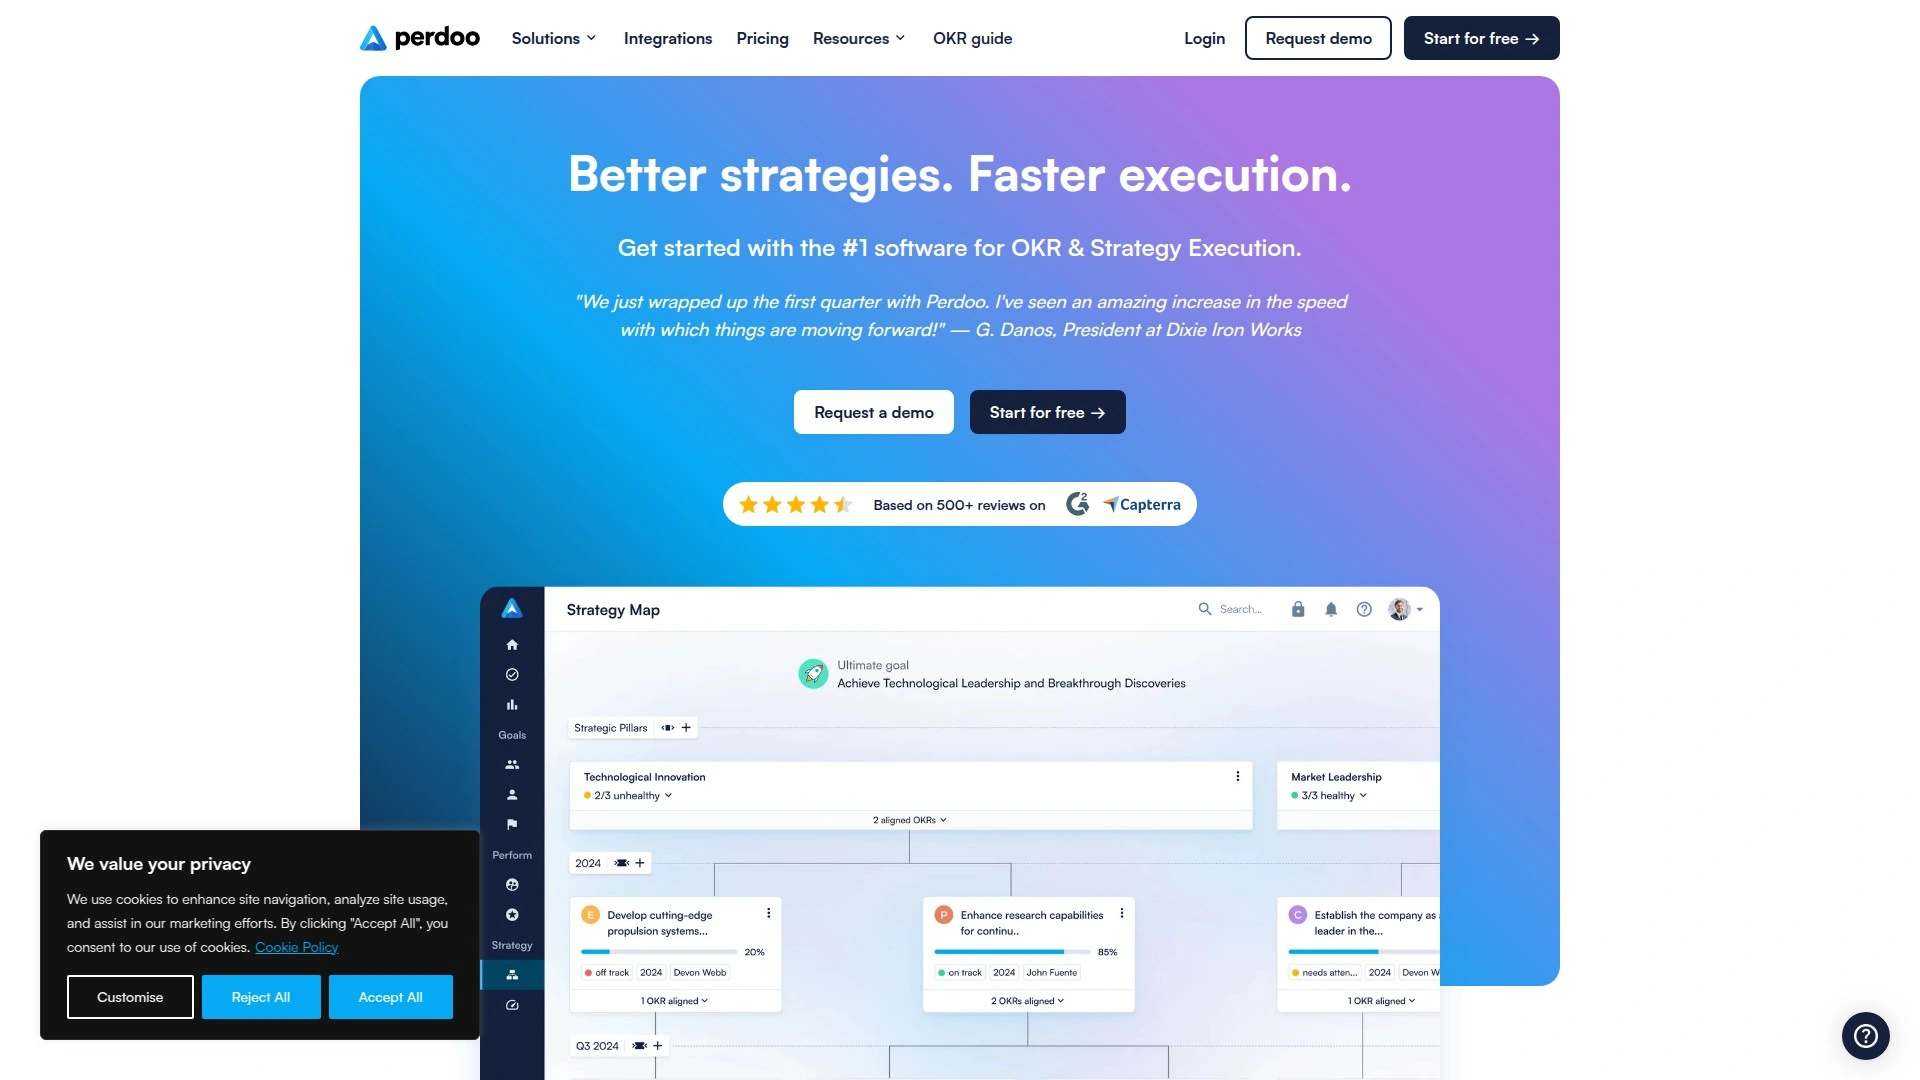 perdoo
Solutions
Integrations
Pricing
Resources
OKR guide
Login
Request demo
Start for free →
Better strategies. Faster execution.
Get started with the #1 software for OKR & Strategy Execution.
"We just wrapped up the first quarter with Perdoo. I've seen an amazing increase in the speed
with which things are moving forward!" — G. Danos, President at Dixie Iron Works
Request a demo
Start for free →
Based on 500+ reviews on
G2
Capterra
Strategy Map
Search...
Ultimate goal
Achieve Technological Leadership and Breakthrough Discoveries
Strategic Pillars
Technological Innovation
2/3 unhealthy
2 aligned OKRs
Market Leadership
3/3 healthy
2024
E
Develop cutting-edge
propulsion systems...
20%
off track
2024
Devon Webb
1 OKR aligned
P
Enhance research capabilities
for continu..
85%
on track
2024
John Fuente
2 OKRs aligned
C
Establish the company as
leader in the...
needs atten...
2024
Devon W
1 OKR aligned
Q3 2024
Goals
Perform
Strategy
We value your privacy
We use cookies to enhance site navigation, analyze site usage,
and assist in our marketing efforts. By clicking "Accept All", you
consent to our use of cookies. Cookie Policy
Customise
Reject All
Accept All